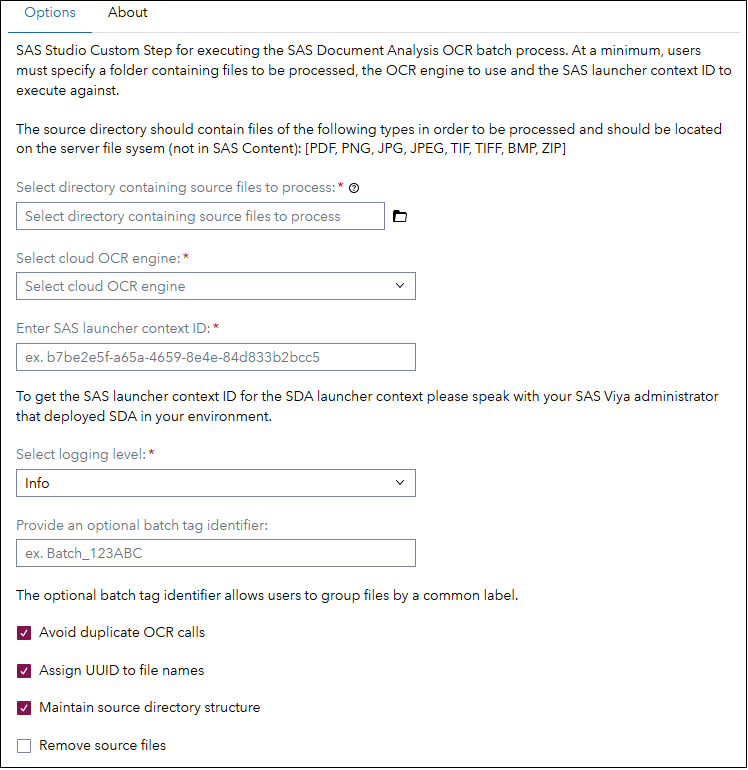 Options About
SAS Studio Custom Step for executing the SAS Document Analysis OCR batch process. At a minimum, users
must specify a folder containing files to be processed, the OCR engine to use and the SAS launcher context ID to
execute against.
The source directory should contain files of the following types in order to be processed and should be located
on the server file sysem (not in SAS Content): [PDF, PNG, JPG, JPEG, TIF, TIFF, BMP, ZIP]
Select directory containing source files to process:*
Select directory containing source files to process
Select cloud OCR engine:*
Select cloud OCR engine
Enter SAS launcher context ID:*
ex. b7be2e5f-a65a-4659-8e4e-84d833b2bcc5
To get the SAS launcher context ID for the SDA launcher context please speak with your SAS Viya administrator
that deployed SDA in your environment.
Select logging level:*
Info
Provide an optional batch tag identifier:
ex. Batch_123ABC
The optional batch tag identifier allows users to group files by a common label.
Avoid duplicate OCR calls
Assign UUID to file names
Maintain source directory structure
Remove source files